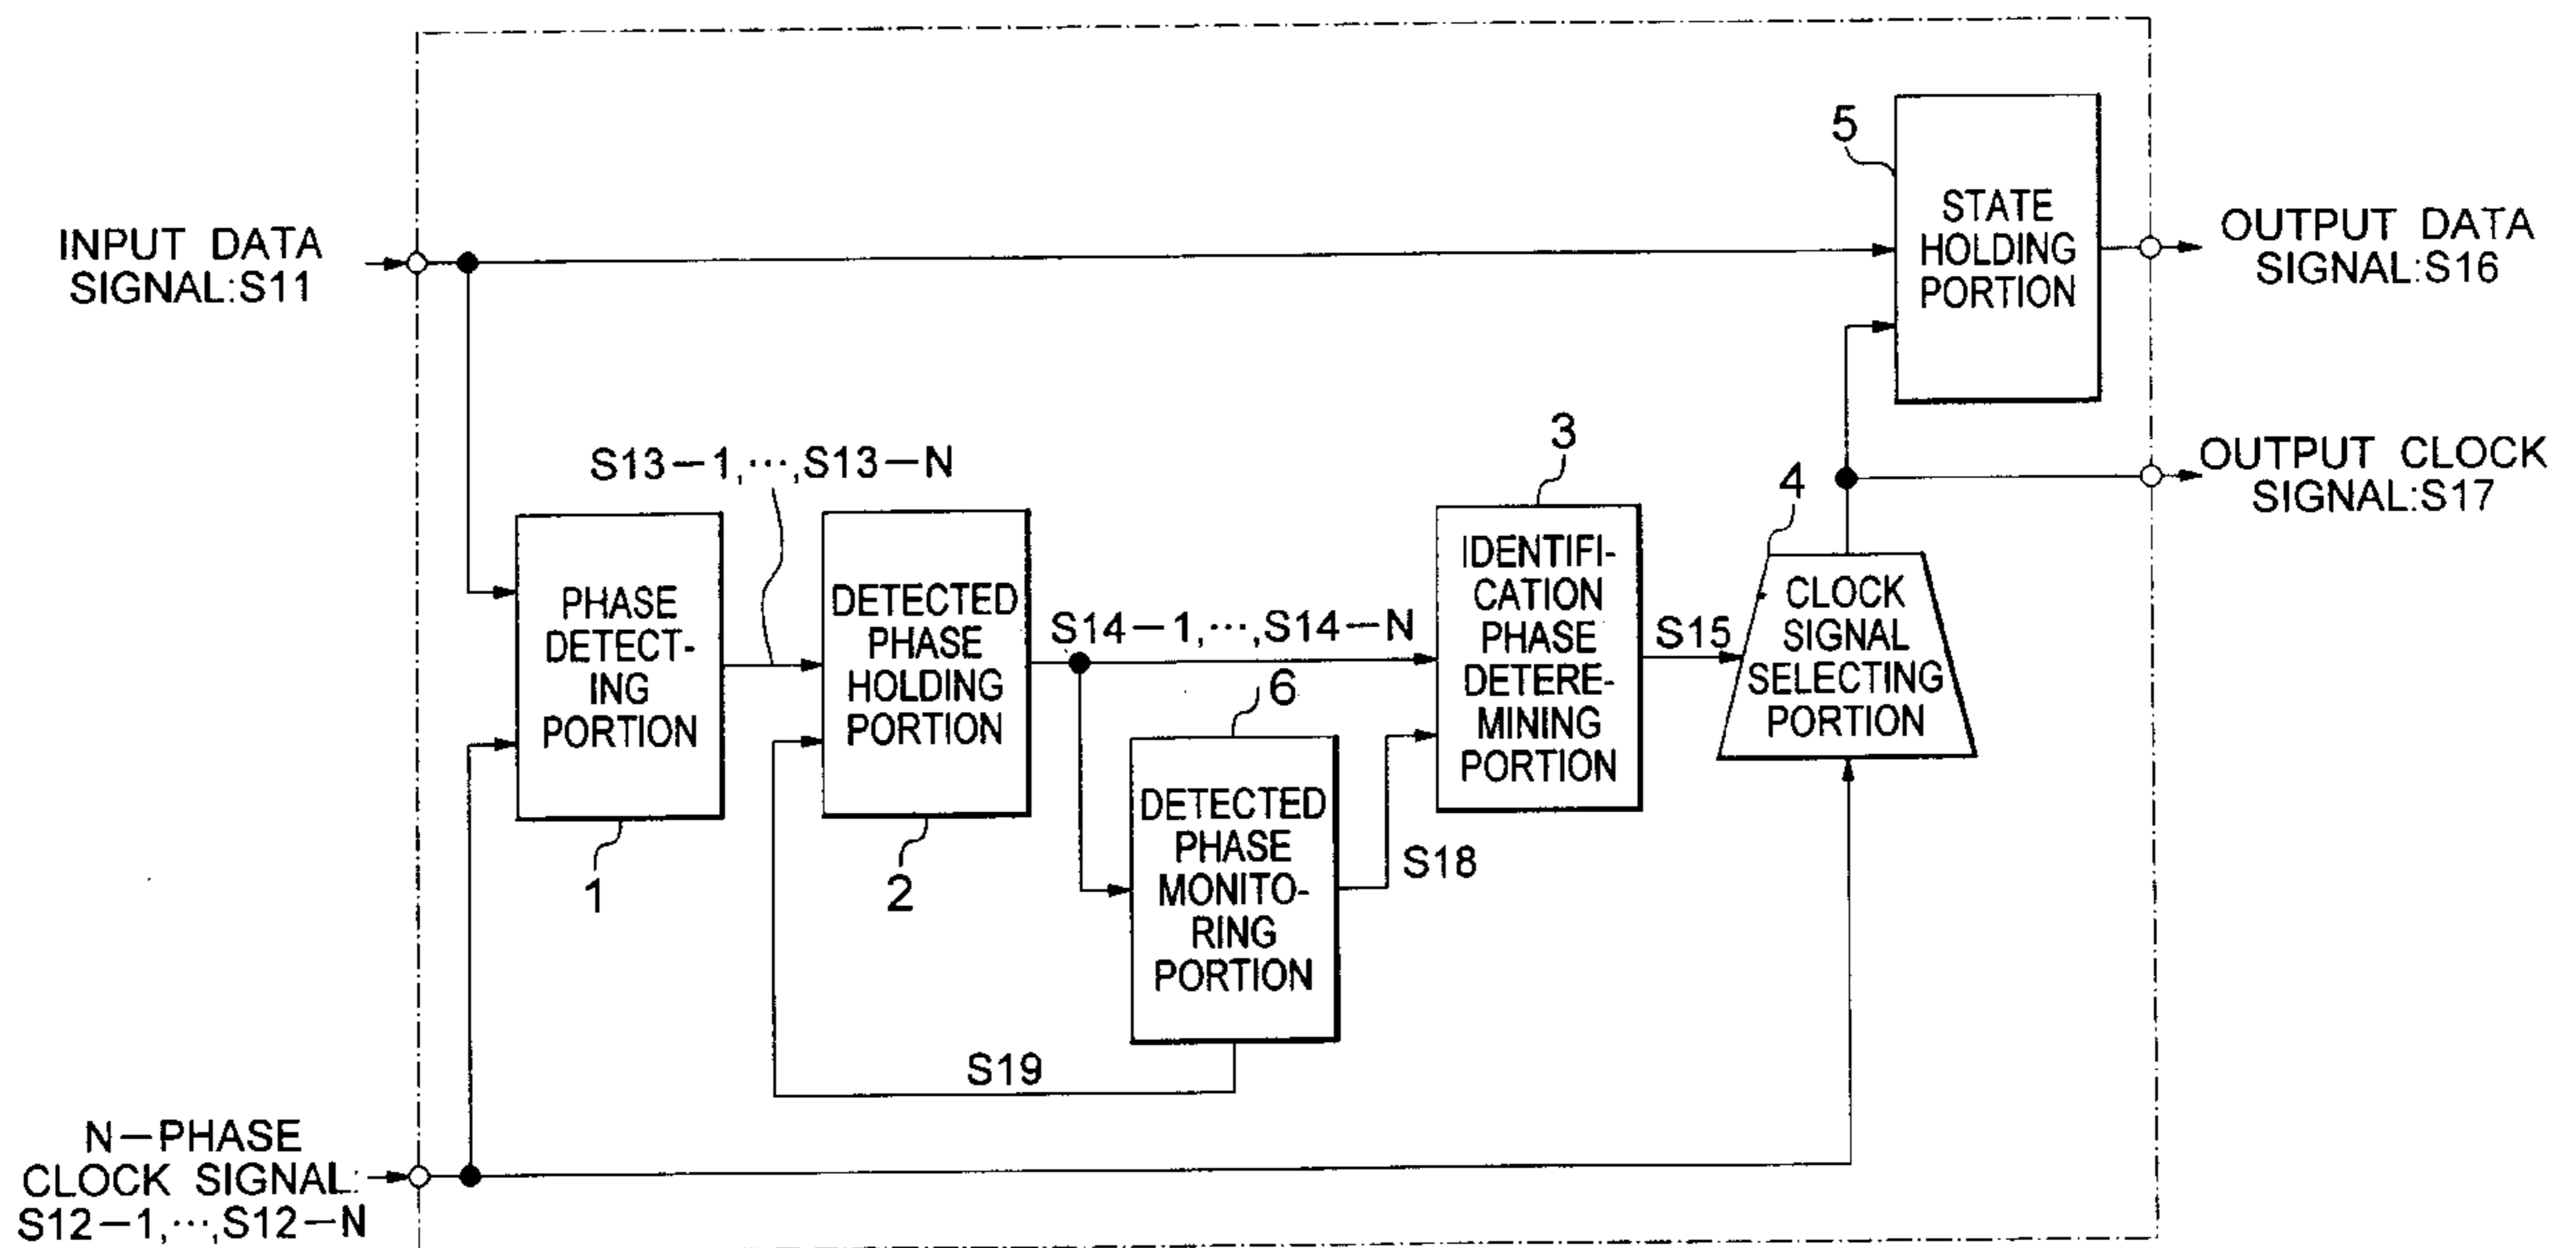 5
STATE
HOLDING
PORTION
INPUT DATA
SIGNAL:S11
OUTPUT DATA
SIGNAL:S16
OUTPUT CLOCK
SIGNAL:S17
S13-1,···,S13-N
3
4
PHASE
DETECT-
ING
PORTION
1
DETECTED
PHASE
HOLDING
PORTION
2
S14-1,···,S14-N
IDENTIFI-
CATION
PHASE
DETERE-
MINING
PORTION
S15
CLOCK
SIGNAL
SELECTING
PORTION
6
DETECTED
PHASE
MONITO-
RING
PORTION
S18
S19
N-PHASE
CLOCK SIGNAL:
S12-1,···,S12-N